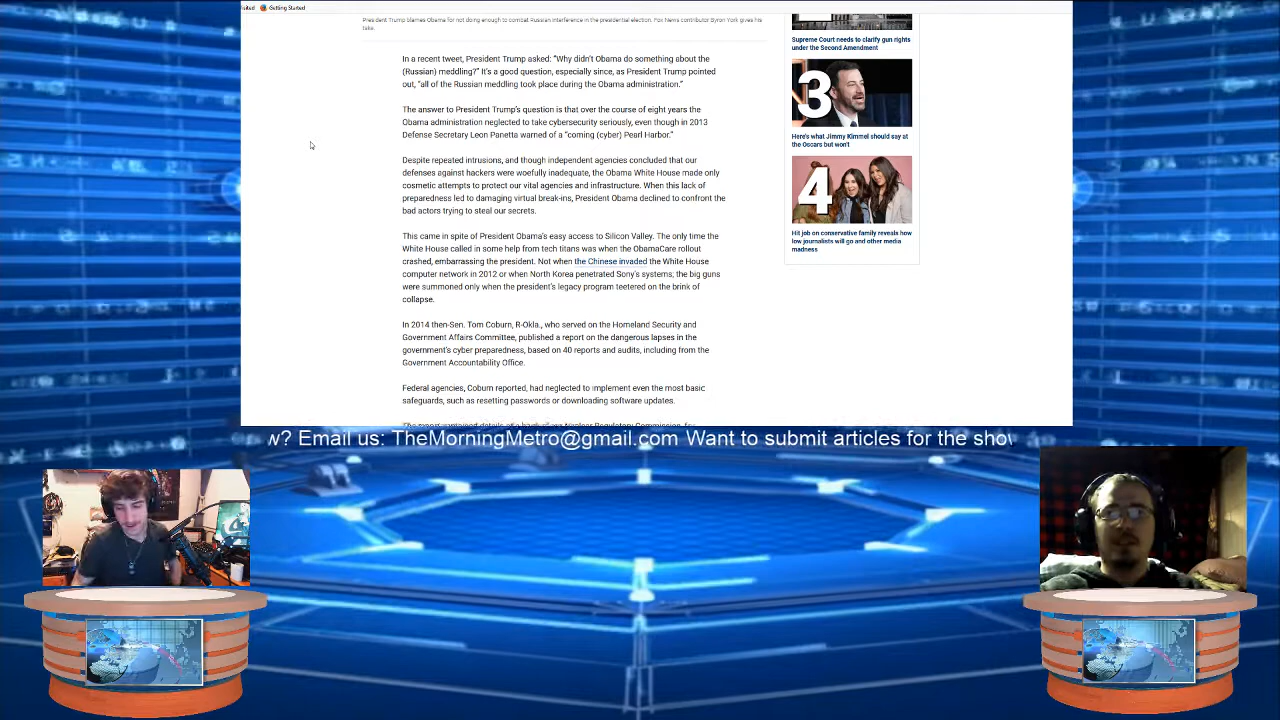 isited Getting Started
President Trump blames Obama for not doing enough to combat Russian interference in the presidential election. Fox News contributor Byron York gives his
take.
In a recent tweet, President Trump asked: “Why didn’t Obama do something about the
(Russian) meddling?” It’s a good question, especially since, as President Trump pointed
out, “all of the Russian meddling took place during the Obama administration.”
The answer to President Trump’s question is that over the course of eight years the
Obama administration neglected to take cybersecurity seriously, even though in 2013
Defense Secretary Leon Panetta warned of a “coming (cyber) Pearl Harbor.”
Despite repeated intrusions, and though independent agencies concluded that our
defenses against hackers were woefully inadequate, the Obama White House made only
cosmetic attempts to protect our vital agencies and infrastructure. When this lack of
preparedness led to damaging virtual break-ins, President Obama declined to confront the
bad actors trying to steal our secrets.
This came in spite of President Obama’s easy access to Silicon Valley. The only time the
White House called in some help from tech titans was when the ObamaCare rollout
crashed, embarrassing the president. Not when the Chinese invaded the White House
computer network in 2012 or when North Korea penetrated Sony’s systems; the big guns
were summoned only when the president’s legacy program teetered on the brink of
collapse.
In 2014 then-Sen. Tom Coburn, R-Okla., who served on the Homeland Security and
Government Affairs Committee, published a report on the dangerous lapses in the
government’s cyber preparedness, based on 40 reports and audits, including from the
Government Accountability Office.
Federal agencies, Coburn reported, had neglected to implement even the most basic
safeguards, such as resetting passwords or downloading software updates.
Supreme Court needs to clarify gun rights
under the Second Amendment
3
Here's what Jimmy Kimmel should say at
the Oscars but won't
4
Hit job on conservative family reveals how
low journalists will go and other media
madness
w? Email us: TheMorningMetro@gmail.com Want to submit articles for the sho